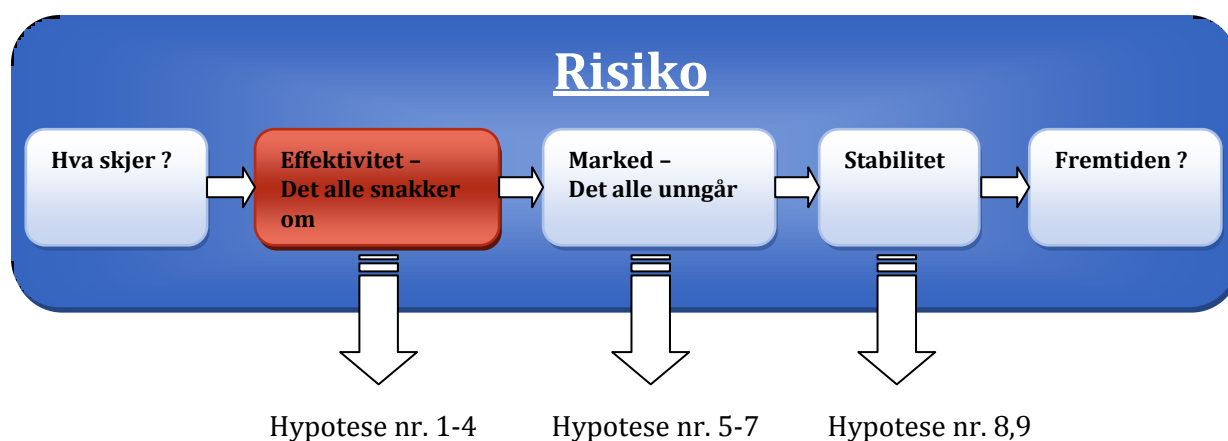 Risiko
Hva skjer ?
Effektivitet –
Det alle snakker
om
Marked –
Det alle unngår
Stabilitet
Fremtiden ?
Hypotese nr. 1-4
Hypotese nr. 5-7
Hypotese nr. 8,9